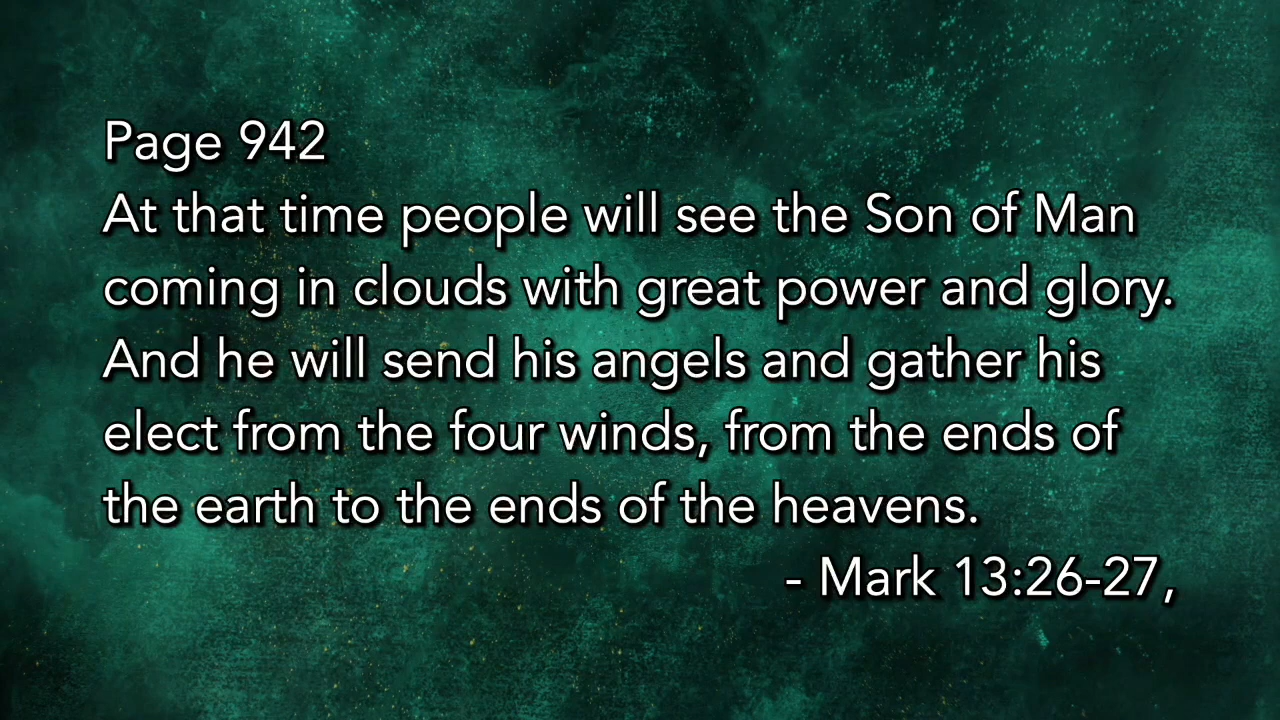 Page 942
At that time people will see the Son of Man
coming in clouds with great power and glory.
And he will send his angels and gather his
elect from the four winds, from the ends of
the earth to the ends of the heavens.
- Mark 13:26-27,